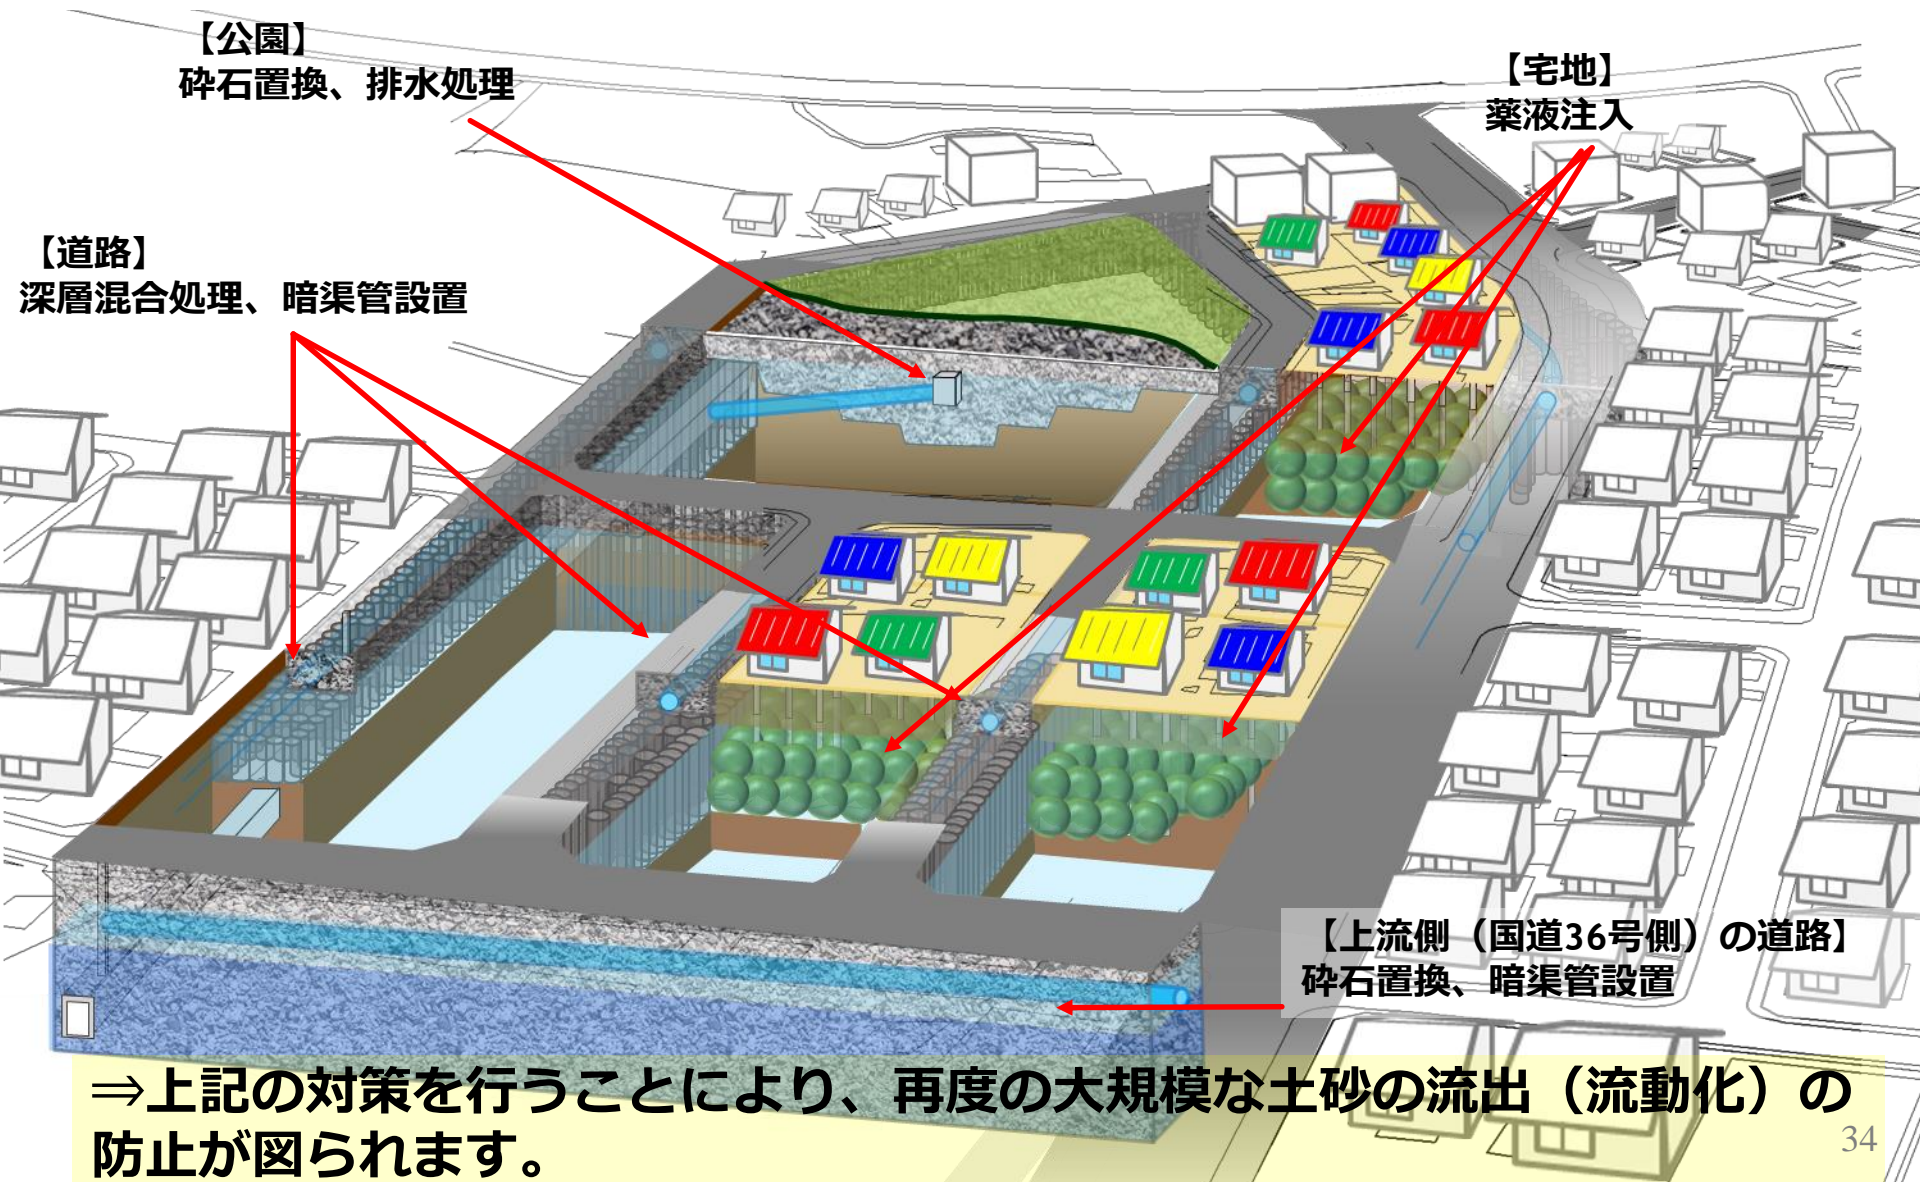 【公園】
砕石置換、排水処理
【宅地】
薬液注入
【道路】
深層混合処理、暗渠管設置
【上流側（国道36号側）の道路】
砕石置換、暗渠管設置
⇒上記の対策を行うことにより、再度の大規模な土砂の流出（流動化）の
防止が図られます。
34